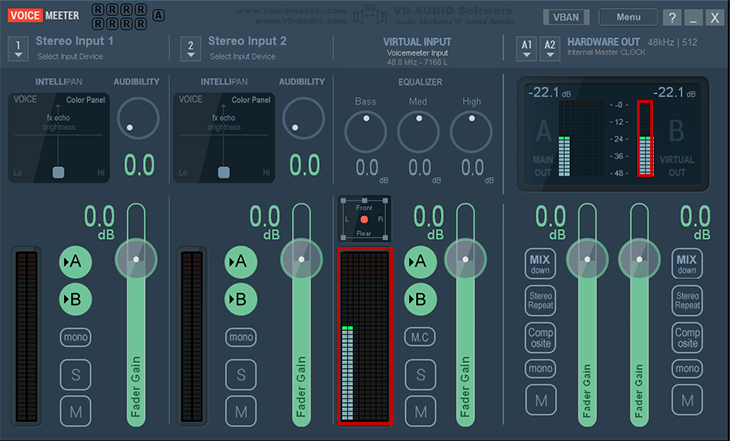 VOICE MEETER
R R R R
R R R R
A
www.voicemeeter.com
www.vb-audio.com
VB-AUDIO Software
Audio Mechanic & Sound Breeder
VBAN
Menu
?
_
X
1
Stereo Input 1
Select Input Device
2
Stereo Input 2
Select Input Device
VIRTUAL INPUT
Voicemeeter Input
48.0 kHz - 7168 L
A1
A2
HARDWARE OUT 48kHz | 512
Internal Master CLOCK
INTELLIPAN
AUDIBILITY
VOICE
Color Panel
fx echo
brightness
Lo
Hi
0.0
INTELLIPAN
AUDIBILITY
VOICE
Color Panel
fx echo
brightness
Lo
Hi
0.0
EQUALIZER
Bass
Med
High
0.0
dB
0.0
dB
0.0
dB
-22.1 dB
-22.1 dB
A
MAIN
OUT
-0-
-12-
-24-
-36-
-48-
B
VIRTUAL
OUT
0.0
dB
A
B
mono
S
M
Fader Gain
0.0
dB
A
B
mono
S
M
Fader Gain
Front
L
R
Rear
0.0
dB
A
B
M.C
S
M
Fader Gain
0.0
dB
MIX
down
Stereo
Repeat
Comp
osite
mono
M
Fader Gain
Fader Gain
0.0
dB
MIX
down
Stereo
Repeat
Comp
osite
mono
M